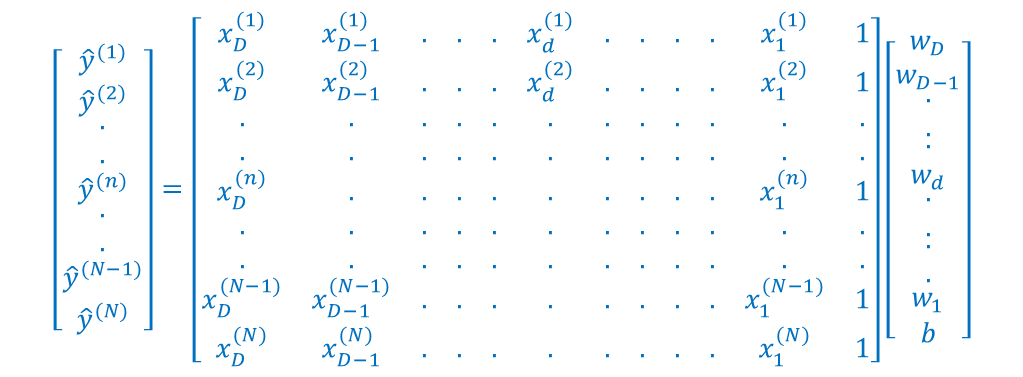 ŷ^(1) x_D^(1) x_{D−1}^(1) . . . x_d^(1) . . . . x_1^(1) 1 w_D
ŷ^(2) x_D^(2) x_{D−1}^(2) . . . x_d^(2) . . . . x_1^(2) 1 w_{D−1}
. . . . . . . . . . . . . .
. . . . . . . . . . . . . :
ŷ^(n) = x_D^(n) . . . . . . . . . x_1^(n) 1 w_d
. . . . . . . . . . . . . .
. . . . . . . . . . . . . :
ŷ^(N−1) x_D^(N−1) x_{D−1}^(N−1) . . . . . . . . x_1^(N−1) 1 . w_1
ŷ^(N) x_D^(N) x_{D−1}^(N) . . . . . . . . x_1^(N) 1 b